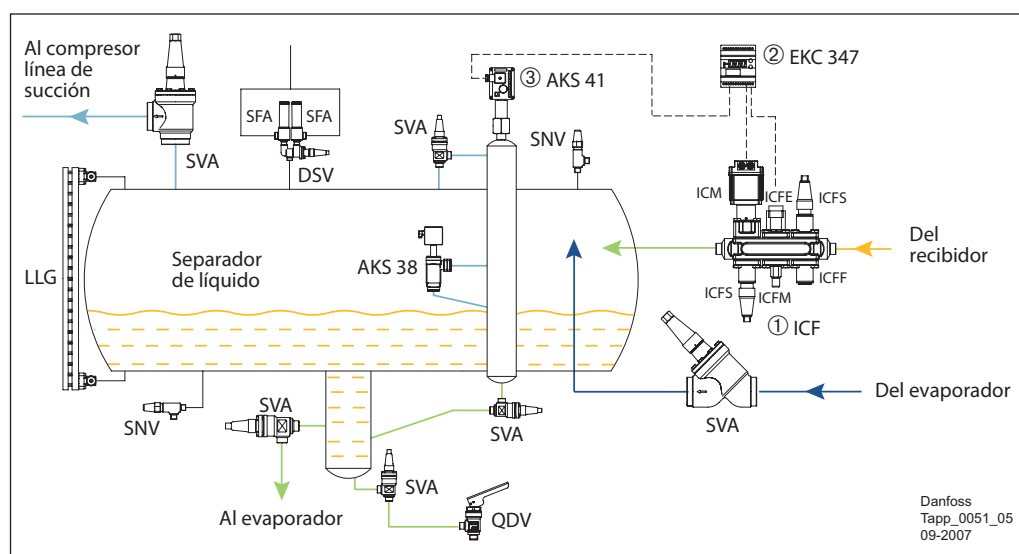 Al compresor
línea de
succión
SVA
SFA
SFA
DSV
SVA
③ AKS 41
SNV
② EKC 347
ICM
ICFE
ICFS
Del
recibidor
ICFS
ICFM
ICFF
① ICF
LLG
Separador
de líquido
AKS 38
Del evaporador
SVA
SNV
SVA
SVA
Al evaporador
SVA
QDV
Danfoss
Tapp_0051_05
09-2007